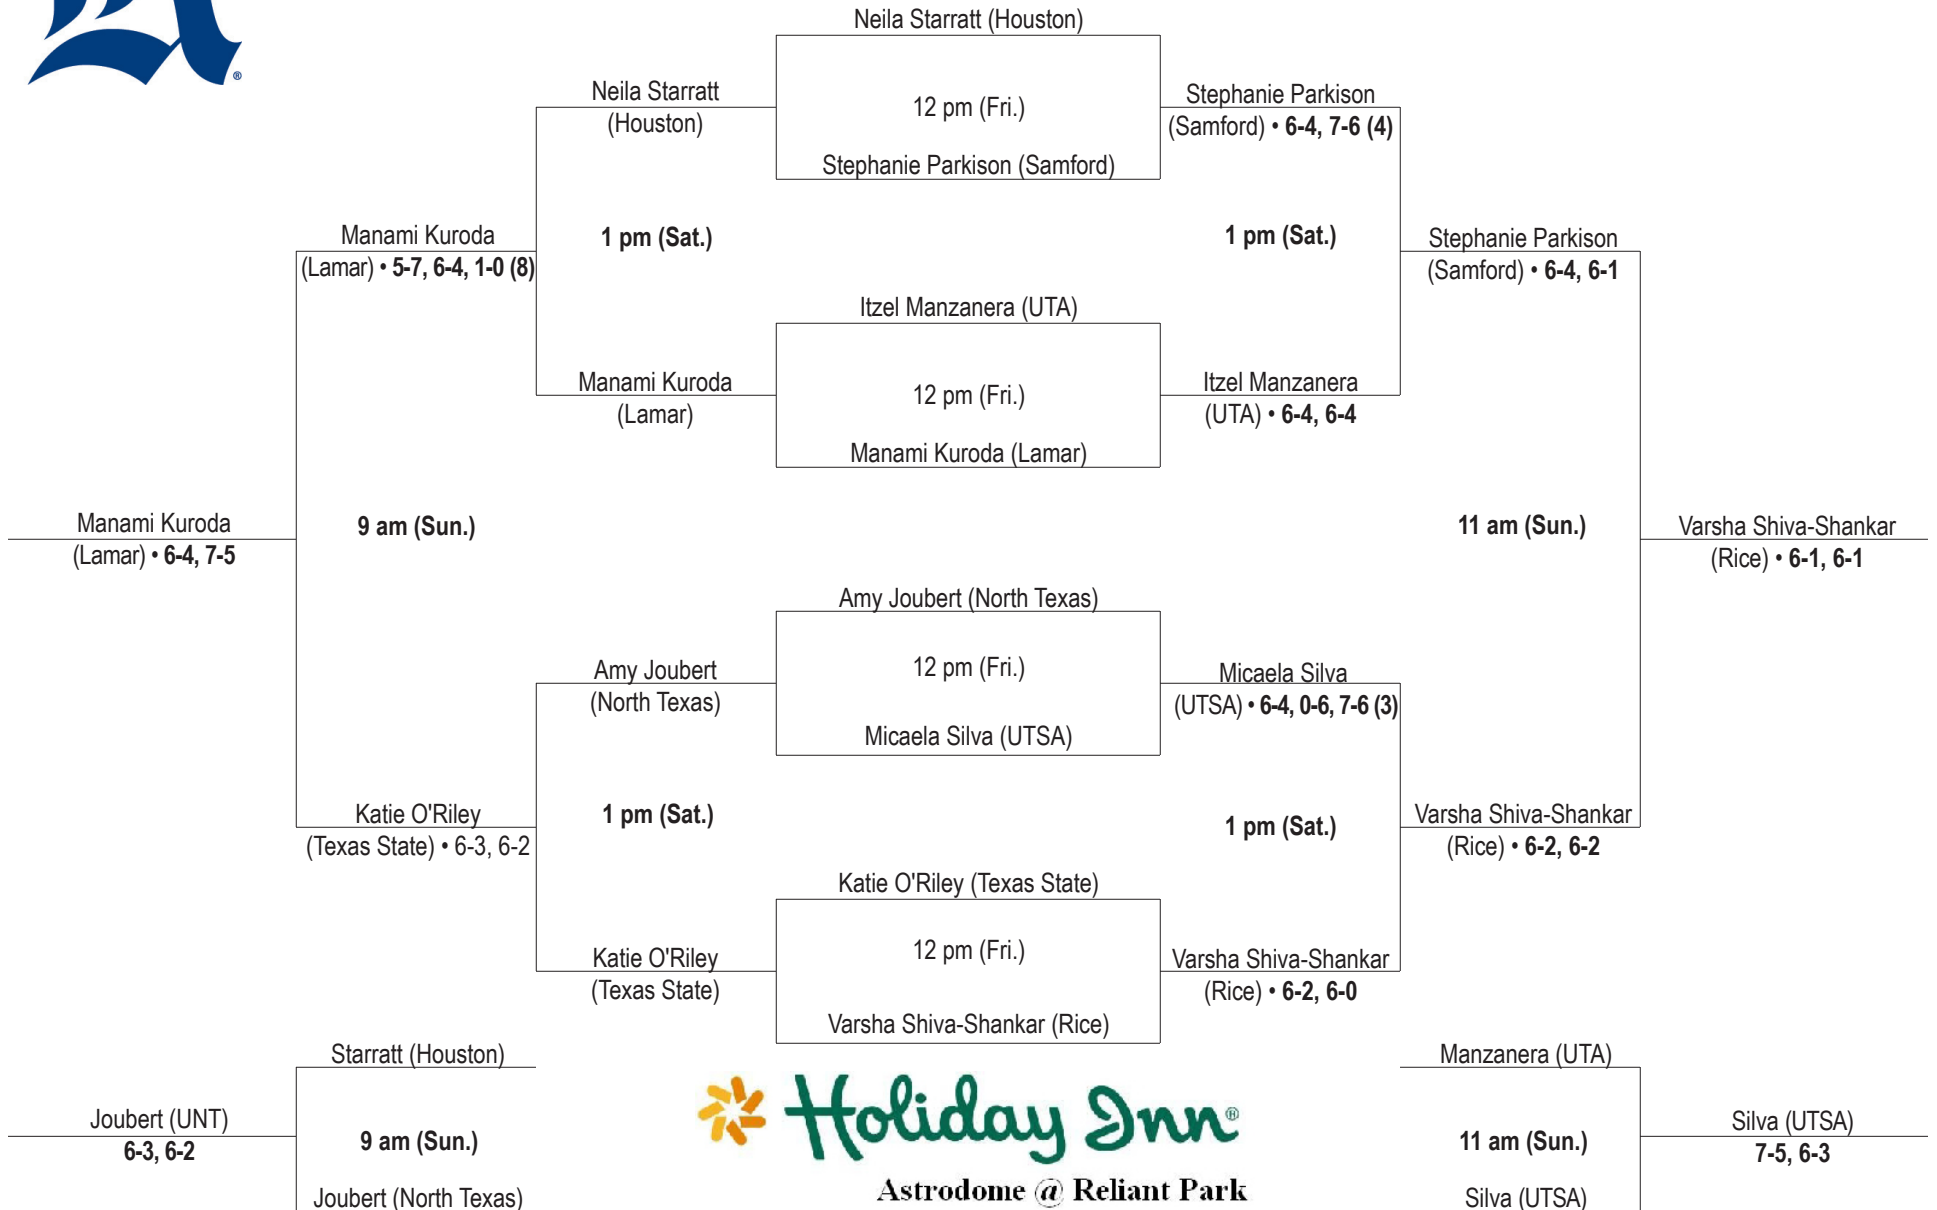 Neila Starratt (Houston)
Neila Starratt
(Houston)
12 pm (Fri.)
Stephanie Parkison
(Samford) • 6-4, 7-6 (4)
Stephanie Parkison (Samford)
Manami Kuroda
(Lamar) • 5-7, 6-4, 1-0 (8)
1 pm (Sat.)
1 pm (Sat.)
Stephanie Parkison
(Samford) • 6-4, 6-1
Itzel Manzanera (UTA)
Manami Kuroda
(Lamar)
12 pm (Fri.)
Itzel Manzanera
(UTA) • 6-4, 6-4
Manami Kuroda (Lamar)
Manami Kuroda
(Lamar) • 6-4, 7-5
9 am (Sun.)
11 am (Sun.)
Varsha Shiva-Shankar
(Rice) • 6-1, 6-1
Amy Joubert (North Texas)
Amy Joubert
(North Texas)
12 pm (Fri.)
Micaela Silva
(UTSA) • 6-4, 0-6, 7-6 (3)
Micaela Silva (UTSA)
Katie O'Riley
(Texas State) • 6-3, 6-2
1 pm (Sat.)
1 pm (Sat.)
Varsha Shiva-Shankar
(Rice) • 6-2, 6-2
Katie O'Riley (Texas State)
Katie O'Riley
(Texas State)
12 pm (Fri.)
Varsha Shiva-Shankar
(Rice) • 6-2, 6-0
Varsha Shiva-Shankar (Rice)
Starratt (Houston)
Manzanera (UTA)
Joubert (UNT)
6-3, 6-2
9 am (Sun.)
Holiday Inn®
11 am (Sun.)
Silva (UTSA)
7-5, 6-3
Joubert (North Texas)
Astrodome @ Reliant Park
Silva (UTSA)